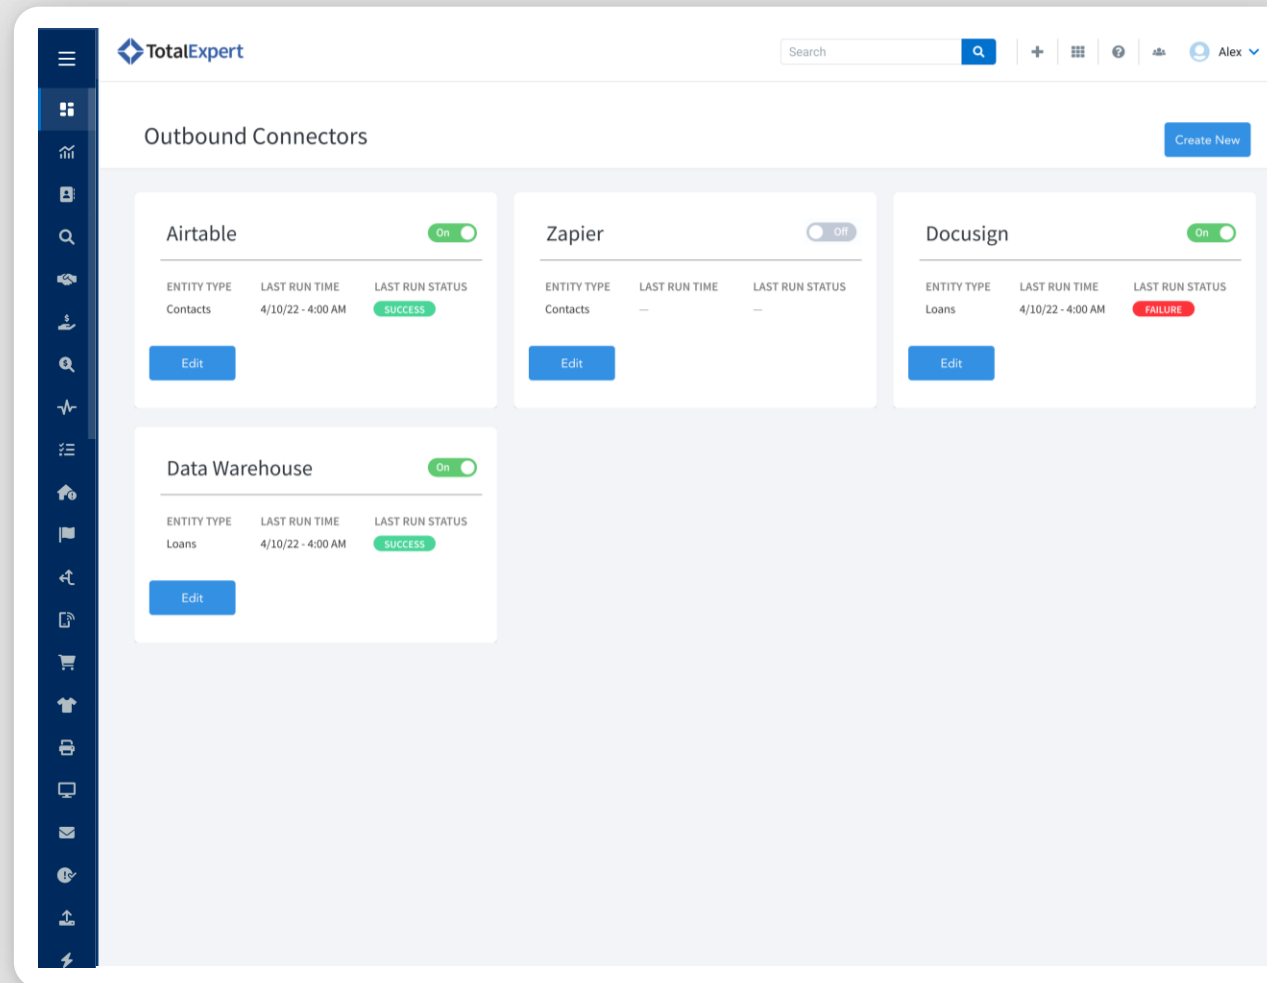 TotalExpert
Search
Alex
Outbound Connectors
Create New
Airtable
On
ENTITY TYPE LAST RUN TIME LAST RUN STATUS
Contacts 4/10/22 - 4:00 AM SUCCESS
Edit
Zapier
Off
ENTITY TYPE LAST RUN TIME LAST RUN STATUS
Contacts — —
Edit
Docusign
On
ENTITY TYPE LAST RUN TIME LAST RUN STATUS
Loans 4/10/22 - 4:00 AM FAILURE
Edit
Data Warehouse
On
ENTITY TYPE LAST RUN TIME LAST RUN STATUS
Loans 4/10/22 - 4:00 AM SUCCESS
Edit